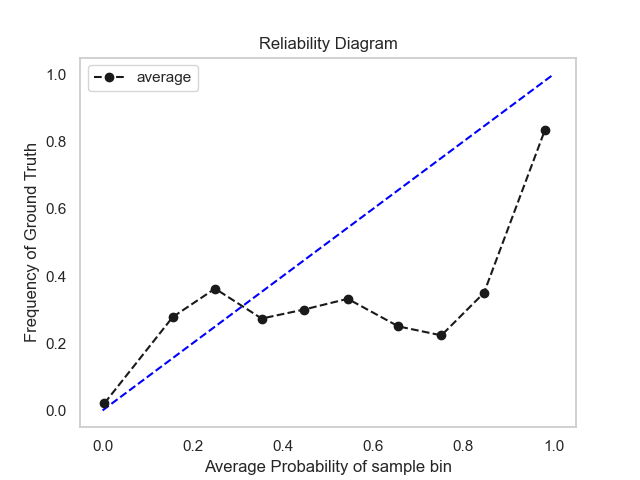 Reliability Diagram
average
Frequency of Ground Truth
1.0
0.8
0.6
0.4
0.2
0.0
0.0 0.2 0.4 0.6 0.8 1.0
Average Probability of sample bin